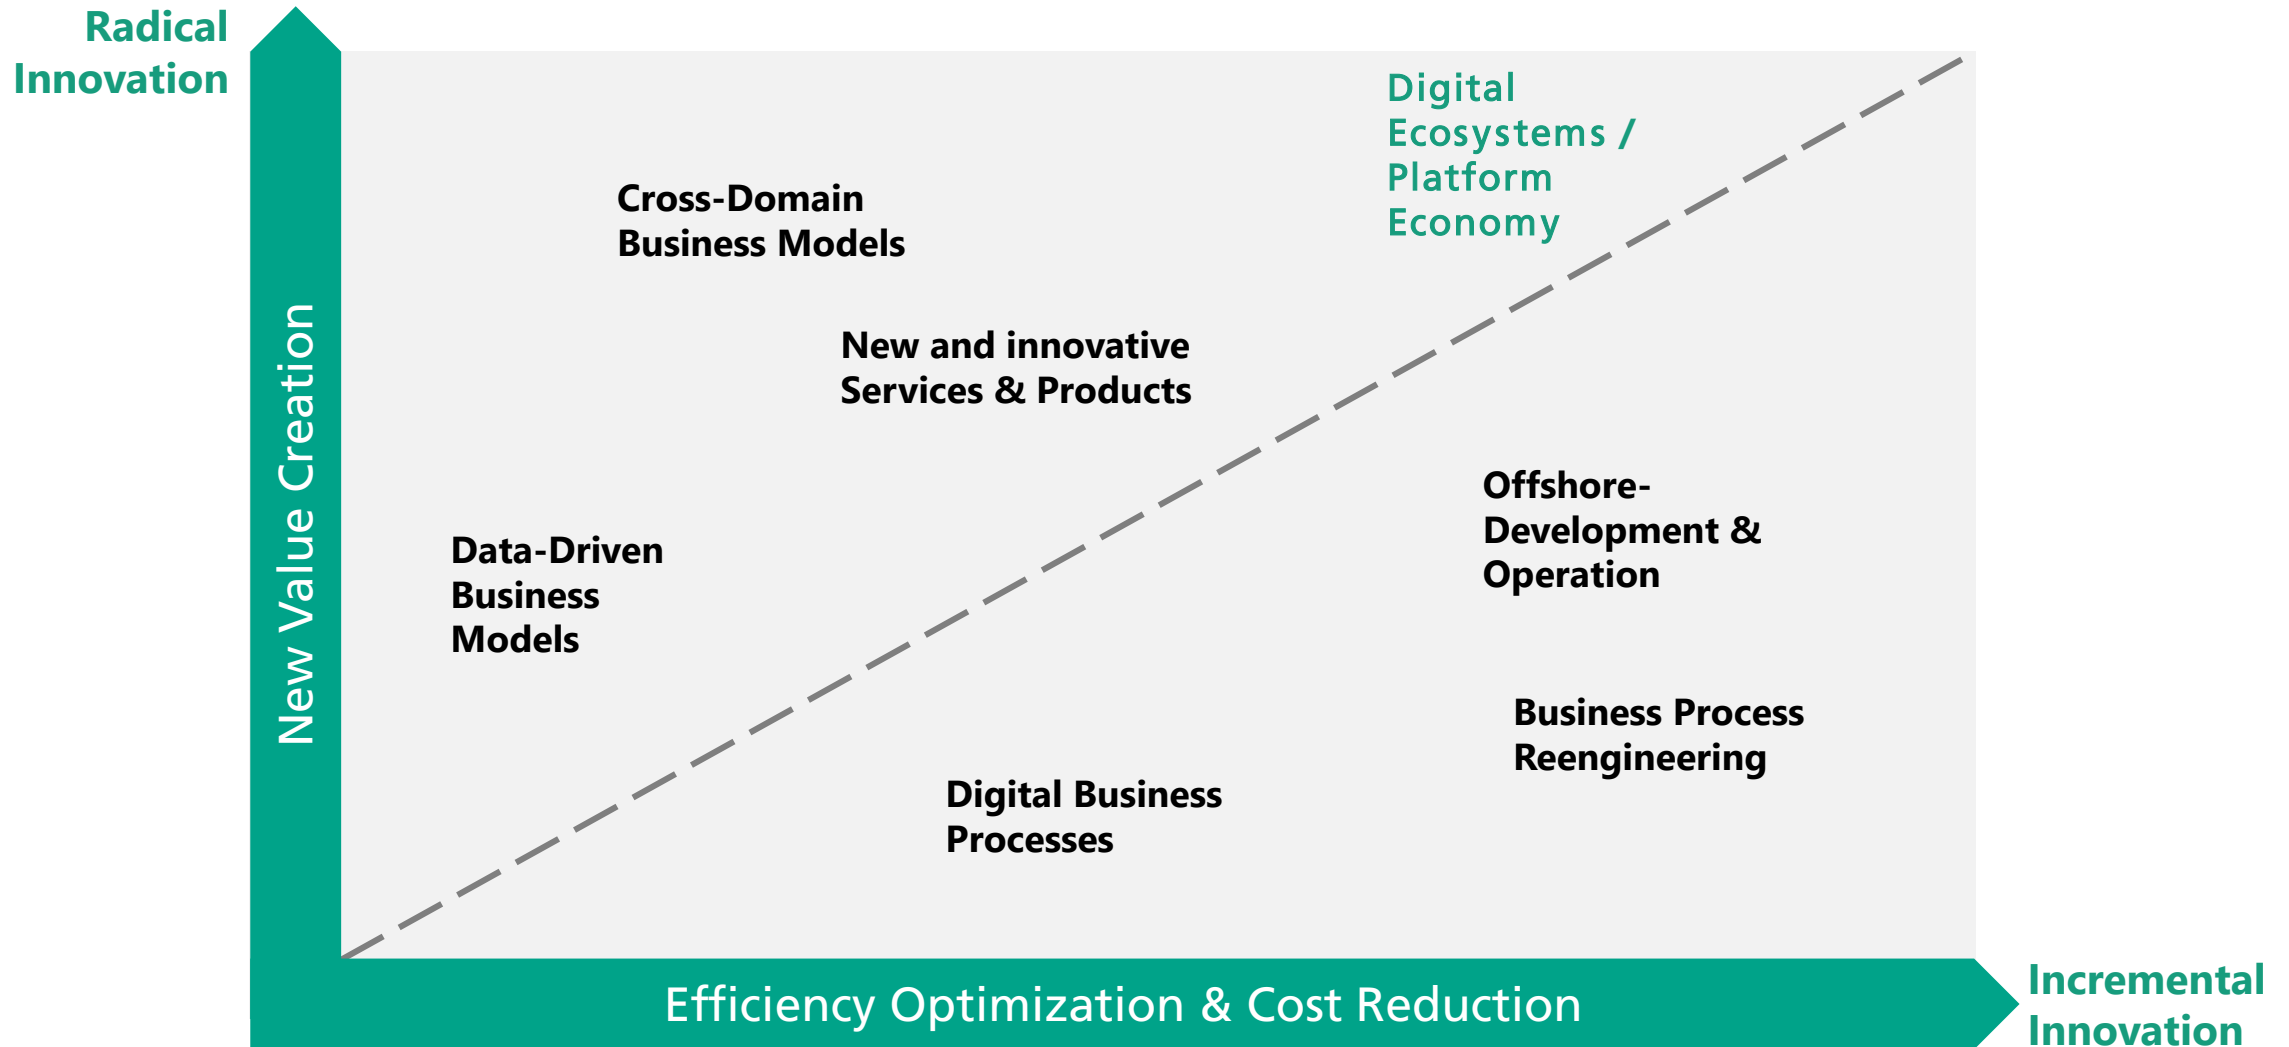 Radical
Innovation
New Value Creation
Digital
Ecosystems /
Platform
Economy
Cross-Domain
Business Models
New and innovative
Services & Products
Offshore-
Development &
Operation
Data-Driven
Business
Models
Business Process
Reengineering
Digital Business
Processes
Efficiency Optimization & Cost Reduction
Incremental
Innovation